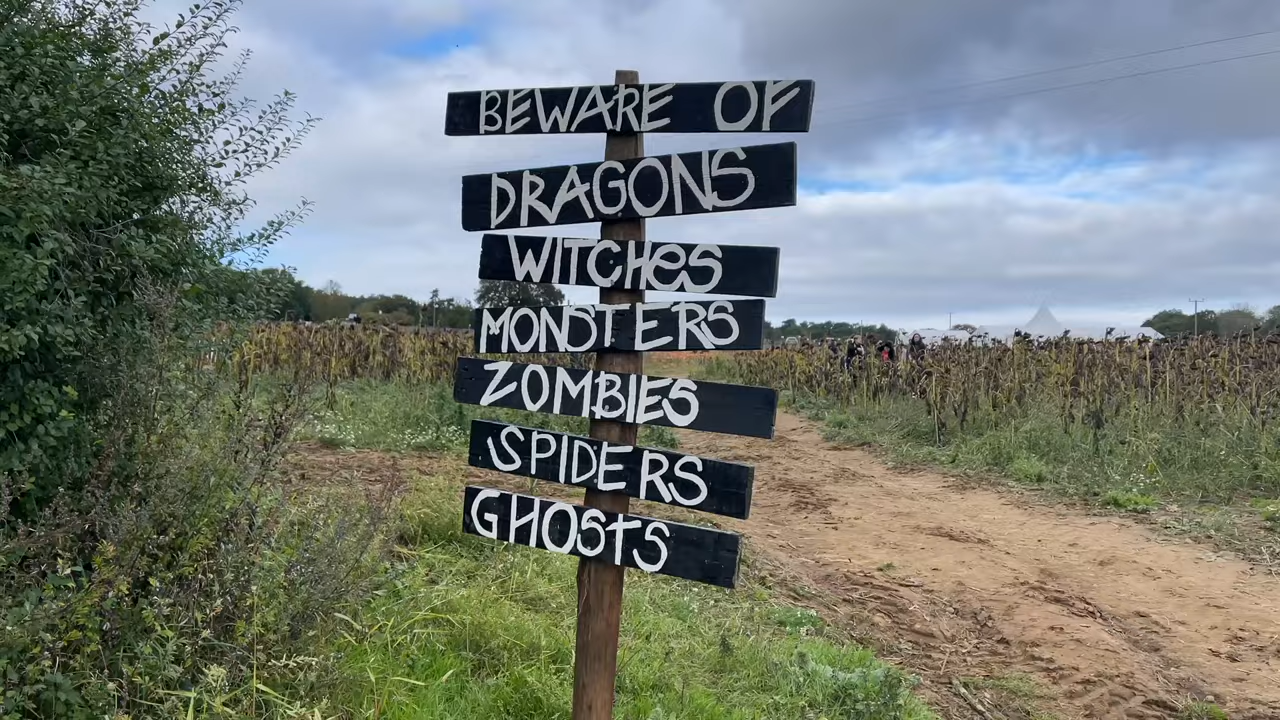 BEWARE OF
DRAGONS
WITCHES
MONSTERS
ZOMBIES
SPIDERS
GHOSTS